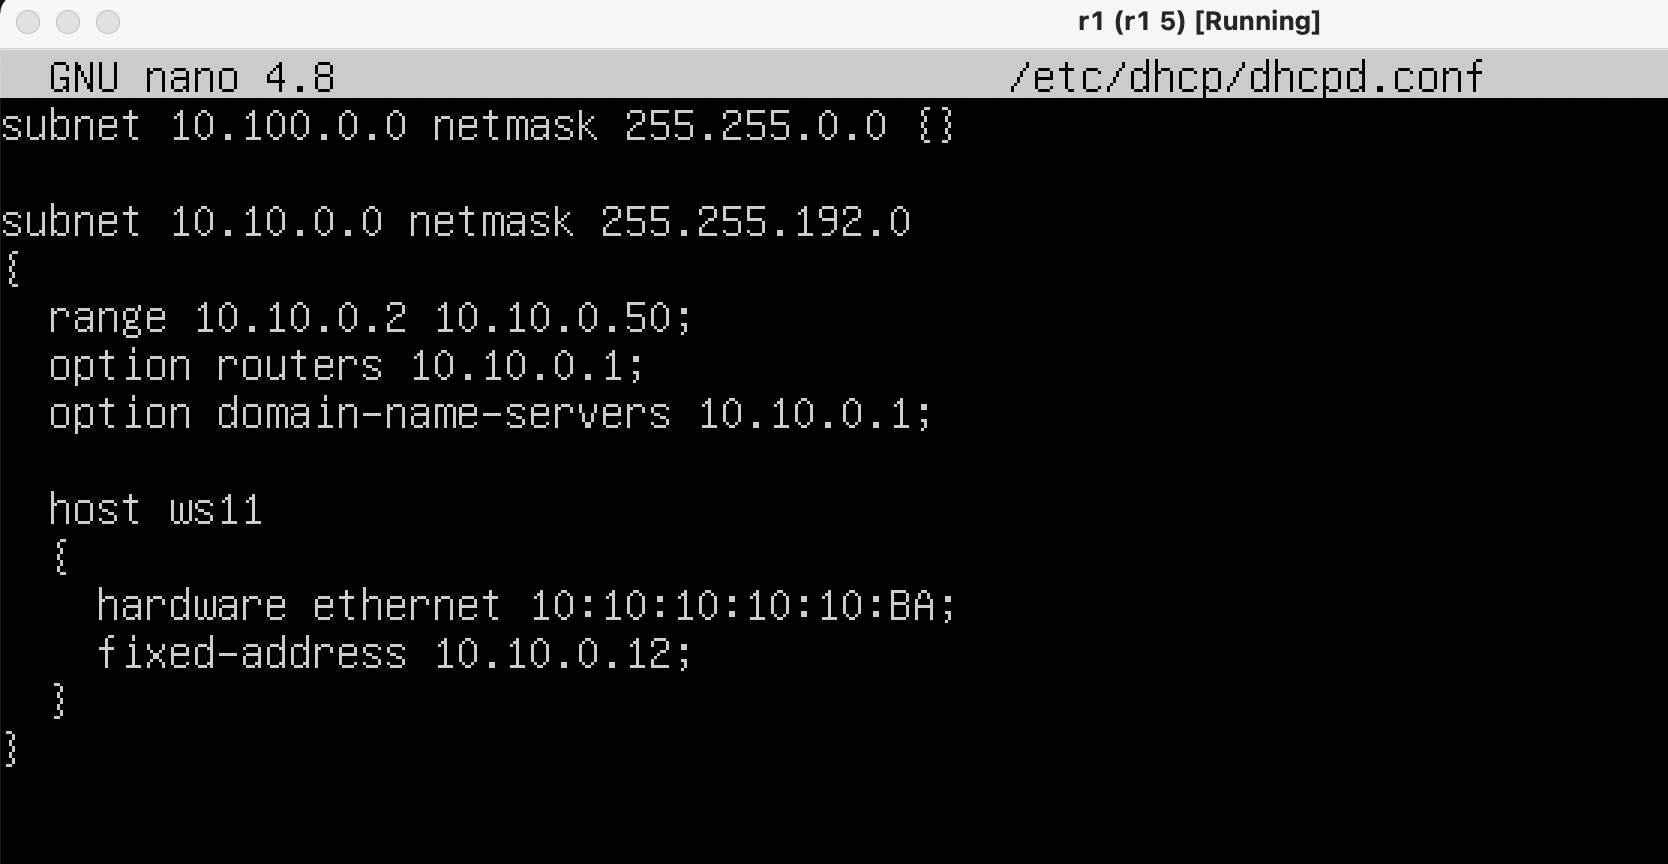 r1 (r1 5) [Running]
GNU nano 4.8 /etc/dhcp/dhcpd.conf
subnet 10.100.0.0 netmask 255.255.0.0 {}
subnet 10.10.0.0 netmask 255.255.192.0
{
range 10.10.0.2 10.10.0.50;
option routers 10.10.0.1;
option domain-name-servers 10.10.0.1;
host ws11
{
hardware ethernet 10:10:10:10:10:BA;
fixed-address 10.10.0.12;
}
}